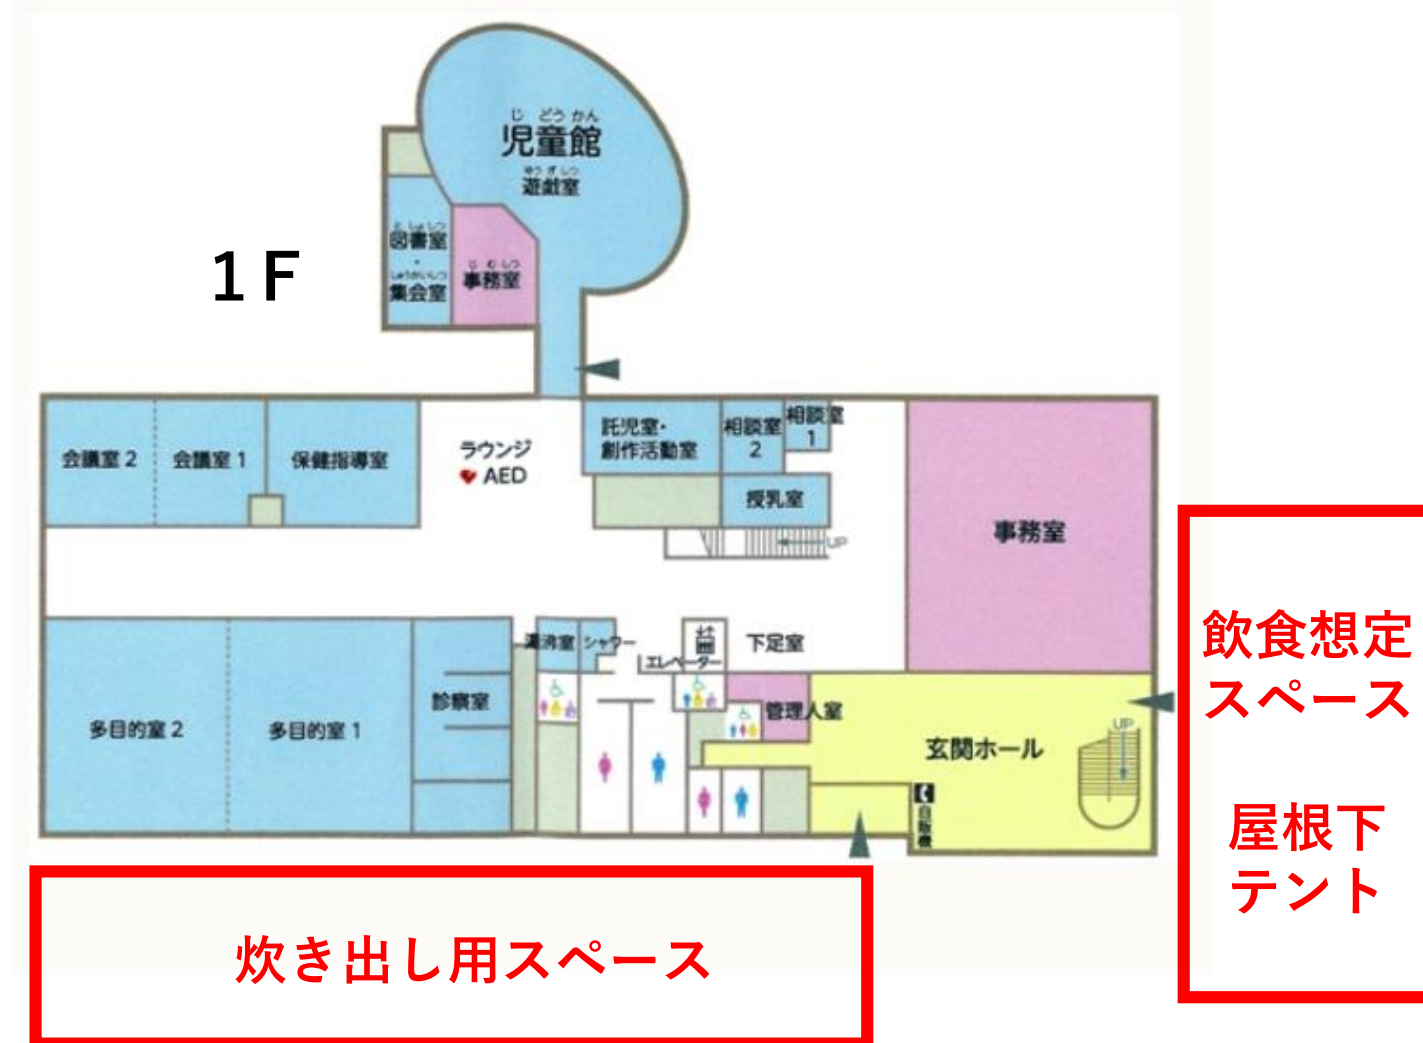 じどうかん
児童館
ゆうぎしつ
遊戯室
としょしつ
図書室
・
しゅうかいしつ
集会室
じむしつ
事務室
1F
会議室2
会議室1
保健指導室
ラウンジ
AED
託児室・
創作活動室
相談室
2
相談室
1
授乳室
UP
事務室
飲食想定
スペース
屋根下
テント
多目的室2
多目的室1
診察室
湯沸室
シャワー
エレベーター
下足室
管理人室
玄関ホール
UP
自販機
炊き出し用スペース